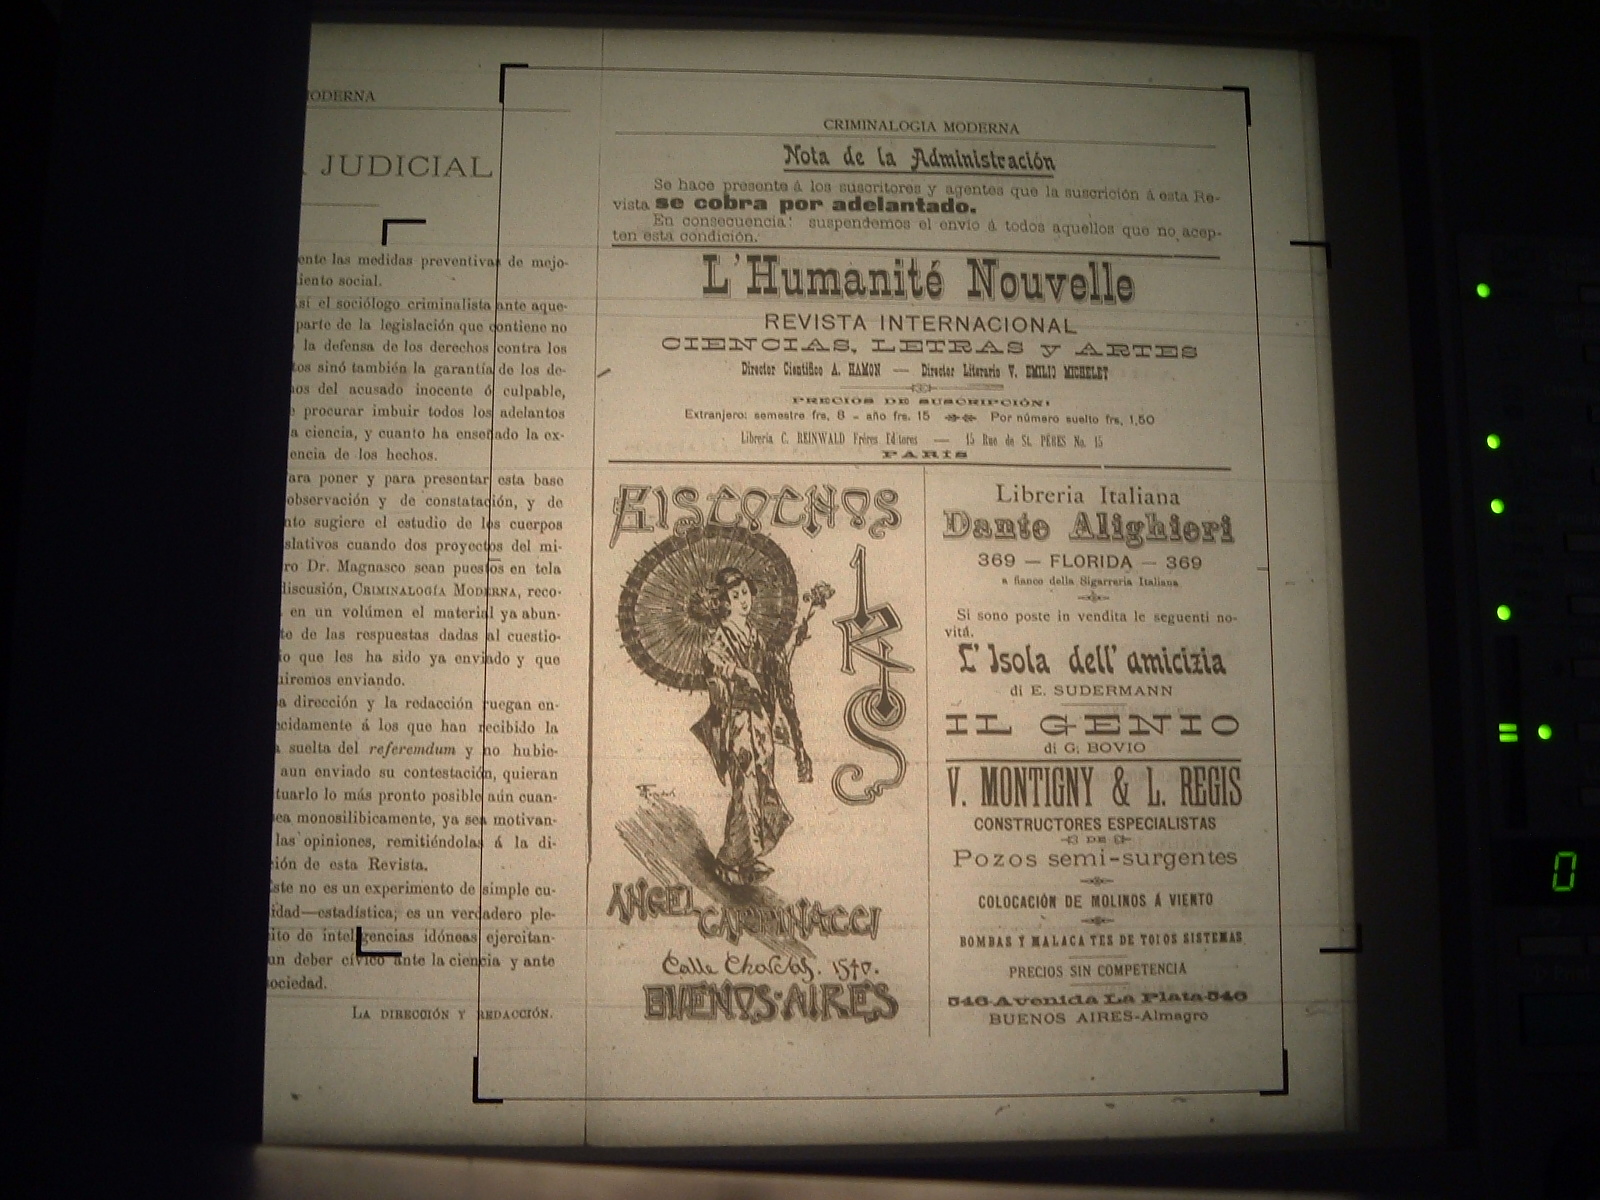 ODERNA
JUDICIAL
ente las medidas preventivas de mejo-
iento social.
así el sociólogo criminalista ante aque-
parte de la legislación que contiene no
la defensa de los derechos contra los
tos sinó también la garantía de los de-
hos del acusado inocente ó culpable,
procurar imbuir todos los adelantos
a ciencia, y cuanto ha enseñado la ex-
encia de los hechos.
ara poner y para presentar esta base
observación y de constatación, y de
nto sugiere el estudio de los cuerpos
slativos cuando dos proyectos del mi-
ro Dr. Magnasco sean puestos en tela
discusión, CRIMINALOGÍA MODERNA, reco-
en un volúmen el material ya abun-
te de las respuestas dadas al cuestio-
io que les ha sido ya enviado y que
uiremos enviando.
a dirección y la redacción ruegan en-
cidamente á los que han recibido la
suelta del referemdum y no hubie-
aun enviado su contestación, quieran
tuarlo lo más pronto posible aún cuan-
ea monosilibicamente, ya sea motivan-
las opiniones, remitiéndolas á la di-
ión de esta Revista.
Este no es un experimento de simple cu-
idad—estadística; es un verdadero ple-
ito de inteligencias idóneas ejercitan-
un deber cívico ante la ciencia y ante
ociedad.
LA DIRECCIÓN Y REDACCIÓN.
CRIMINALOGIA MODERNA
Nota de la Administración
Se hace presente á los suscritores y agentes que la suscrición á esta Re-
vista se cobra por adelantado.
En consecuencia: suspendemos el envio á todos aquellos que no acep-
ten esta condición.
L'Humanité Nouvelle
REVISTA INTERNACIONAL
CIENCIAS, LETRAS y ARTES
Director Cientifico A. HAMON — Director Literario V. EMILIO MICHELET
PRECIOS DE SUSCRIPCIÓN:
Extranjero: semestre frs. 8 - año frs. 15 Por número suelto frs. 1,50
Libreria C. REINWALD Fréres Editores — 15 Rue de St. PÉRES No. 15
PARIS
BISCOCHOS
IRIS
ANGEL CARPINACCI
Calle Charcas. 1540.
BUENOS-AIRES
Libreria Italiana
Dante Alighieri
369 — FLORIDA — 369
a fianco della Sigarreria Italiana
Si sono poste in vendita le seguenti no-
vitá.
L'Isola dell' amicizia
di E. SUDERMANN
IL GENIO
di G. BOVIO
V. MONTIGNY & L. REGIS
CONSTRUCTORES ESPECIALISTAS
DE
Pozos semi-surgentes
COLOCACIÓN DE MOLINOS Á VIENTO
BOMBAS Y MALACATES DE TODOS SISTEMAS
PRECIOS SIN COMPETENCIA
546-Avenida La Plata-546
BUENOS AIRES-Almagro
0